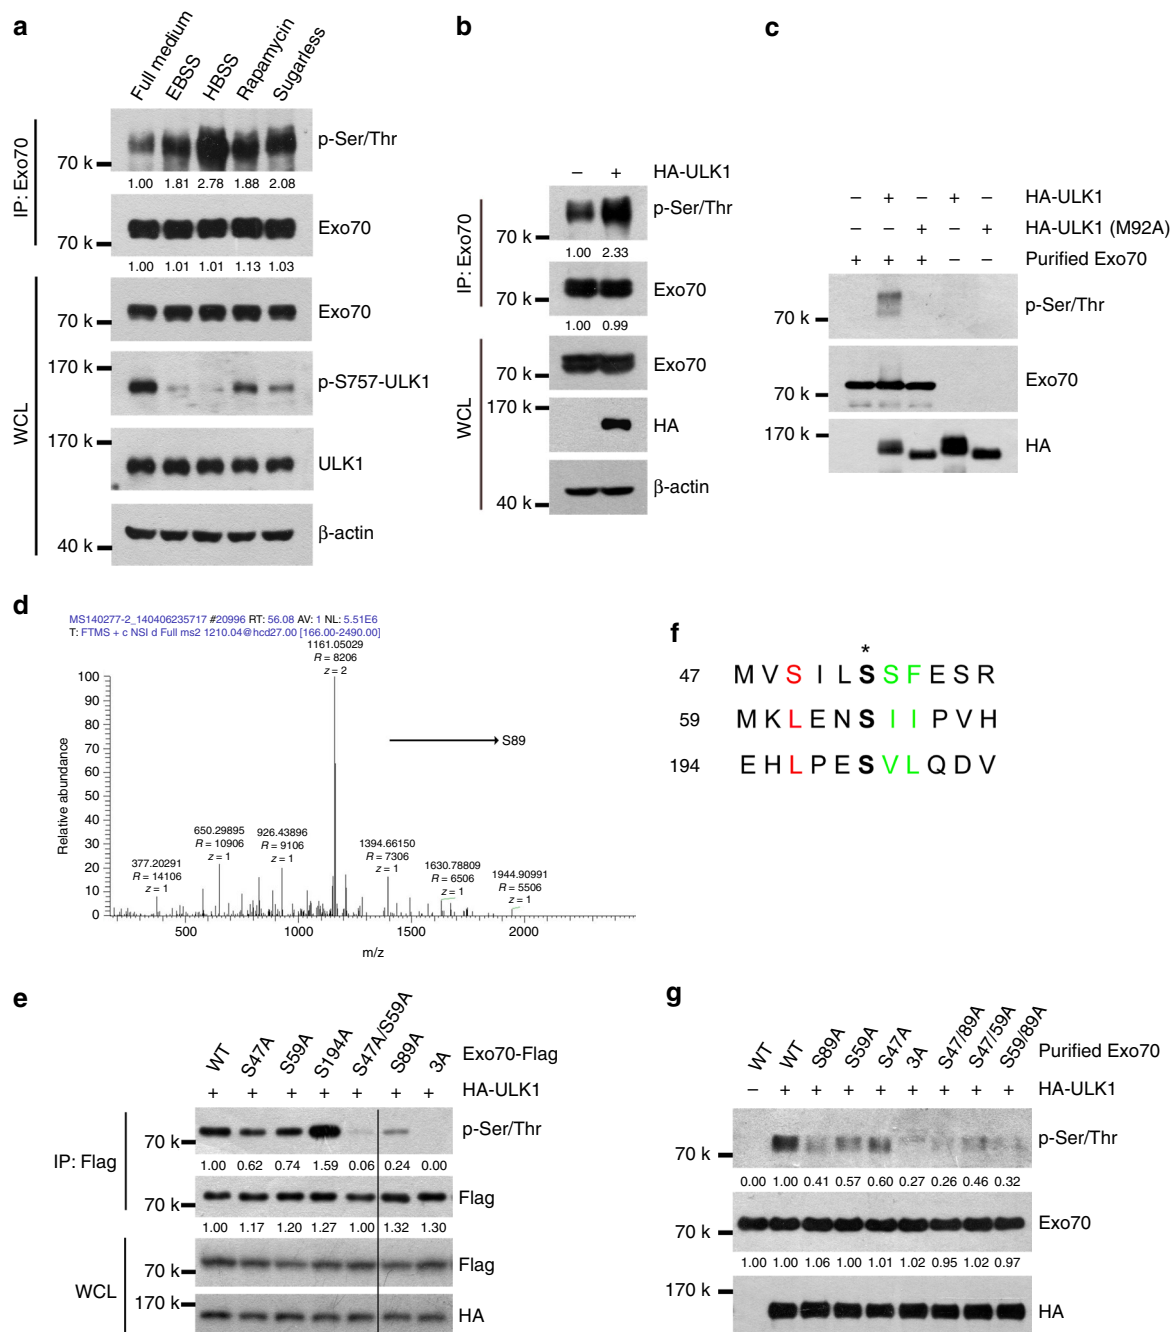 a
Full medium EBSS HBSS Rapamycin Sugarless
IP: Exo70
70 k
p-Ser/Thr
1.00 1.81 2.78 1.88 2.08
70 k
Exo70
1.00 1.01 1.01 1.13 1.03
WCL
70 k
Exo70
170 k
p-S757-ULK1
170 k
ULK1
40 k
β-actin
b
− + HA-ULK1
IP: Exo70
70 k
p-Ser/Thr
1.00 2.33
70 k
Exo70
1.00 0.99
WCL
70 k
Exo70
170 k
HA
40 k
β-actin
c
− + − + − HA-ULK1
− − + − + HA-ULK1 (M92A)
+ + + − − Purified Exo70
70 k
p-Ser/Thr
70 k
Exo70
170 k
HA
d
MS140277-2_140406235717 #20996 RT: 56.08 AV: 1 NL: 5.51E6
T: FTMS + c NSI d Full ms2 1210.04@hcd27.00 [166.00-2490.00]
1161.05029
R = 8206
z = 2
S89
Relative abundance
100
90
80
70
60
50
40
30
20
10
0
377.20291
R = 14106
z = 1
650.29895
R = 10906
z = 1
926.43896
R = 9106
z = 1
1394.66150
R = 7306
z = 1
1630.78809
R = 6506
z = 1
1944.90991
R = 5506
z = 1
500 1000 1500 2000
m/z
f
*
47 M V S I L S S F E S R
59 M K L E N S I I P V H
194 E H L P E S V L Q D V
e
WT S47A S59A S194A S47A/S59A S89A 3A Exo70-Flag
+ + + + + + + HA-ULK1
IP: Flag
70 k
p-Ser/Thr
1.00 0.62 0.74 1.59 0.06 0.24 0.00
70 k
Flag
1.00 1.17 1.20 1.27 1.00 1.32 1.30
WCL
70 k
Flag
170 k
HA
g
WT WT S89A S59A S47A 3A S47/89A S47/59A S59/89A Purified Exo70
− + + + + + + + + HA-ULK1
70 k
p-Ser/Thr
0.00 1.00 0.41 0.57 0.60 0.27 0.26 0.46 0.32
70 k
Exo70
1.00 1.00 1.06 1.00 1.01 1.02 0.95 1.02 0.97
170 k
HA